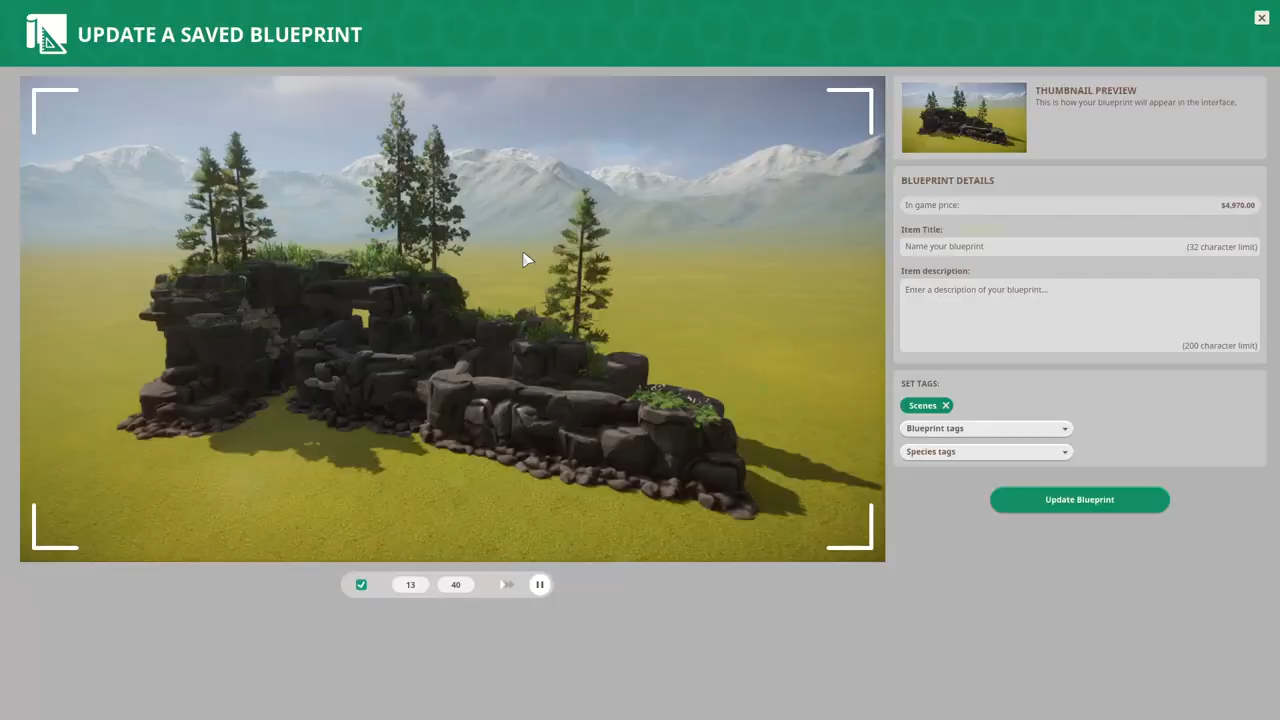 UPDATE A SAVED BLUEPRINT
THUMBNAIL PREVIEW
This is how your blueprint will appear in the interface.
BLUEPRINT DETAILS
In game price:
$4,970.00
Item Title:
Name your blueprint
(32 character limit)
Item description:
Enter a description of your blueprint...
(200 character limit)
SET TAGS:
Scenes
Blueprint tags
Species tags
Update Blueprint
13
40